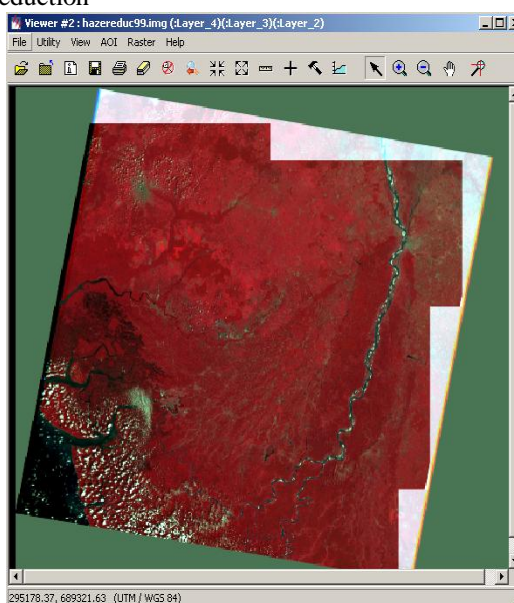 eduction
Viewer #2 : hazereduc99.img (:Layer_4)(:Layer_3)(:Layer_2)
File Utility View AOI Raster Help
295178.37, 689321.63 (UTM / WGS 84)